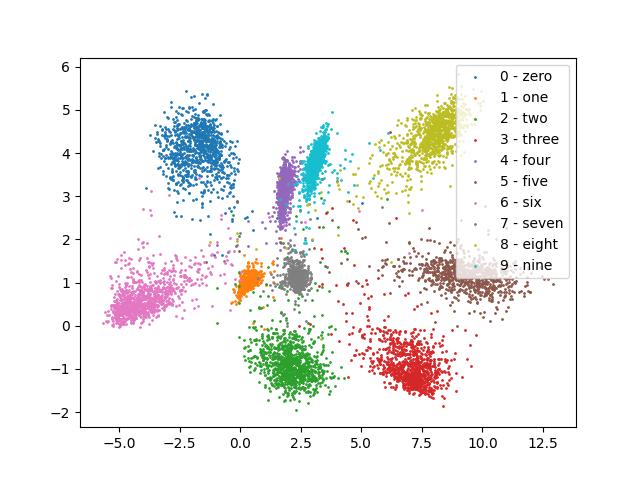 6
5
4
3
2
1
0
−1
−2
−5.0 −2.5 0.0 2.5 5.0 7.5 10.0 12.5
0 - zero
1 - one
2 - two
3 - three
4 - four
5 - five
6 - six
7 - seven
8 - eight
9 - nine